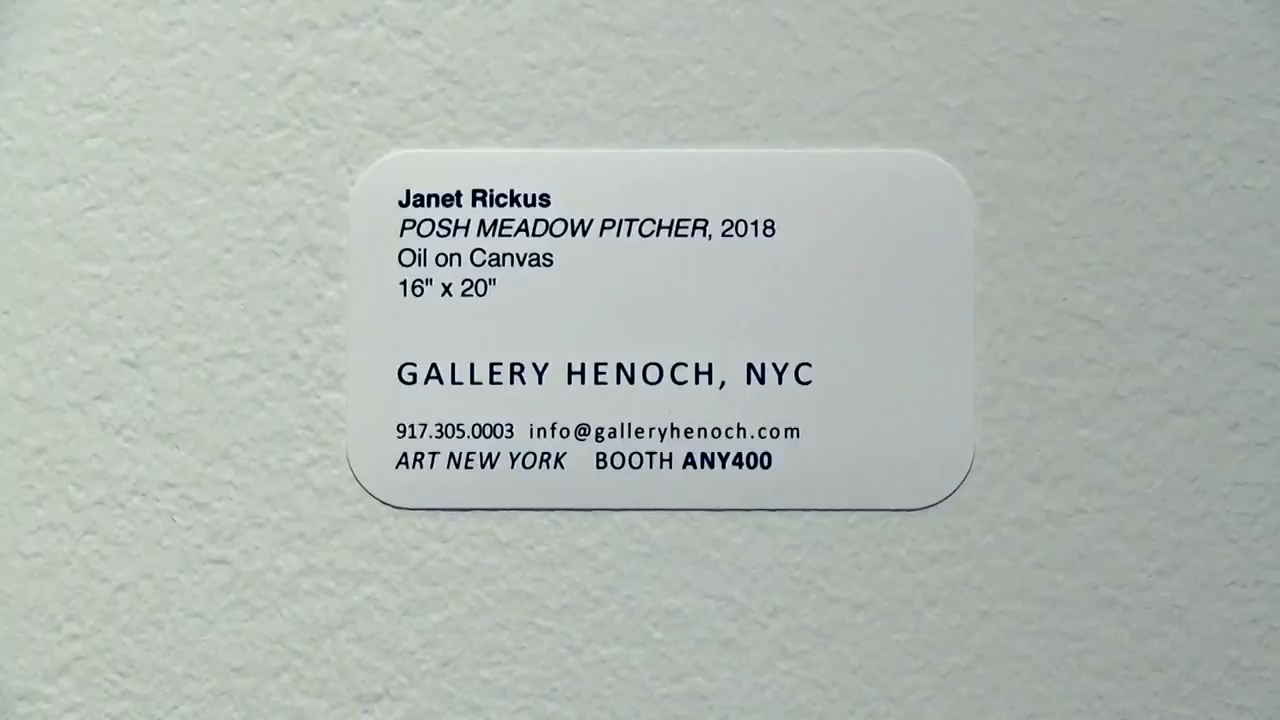 Janet Rickus
POSH MEADOW PITCHER, 2018
Oil on Canvas
16" x 20"
GALLERY HENOCH, NYC
917.305.0003 info@galleryhenoch.com
ART NEW YORK BOOTH ANY400